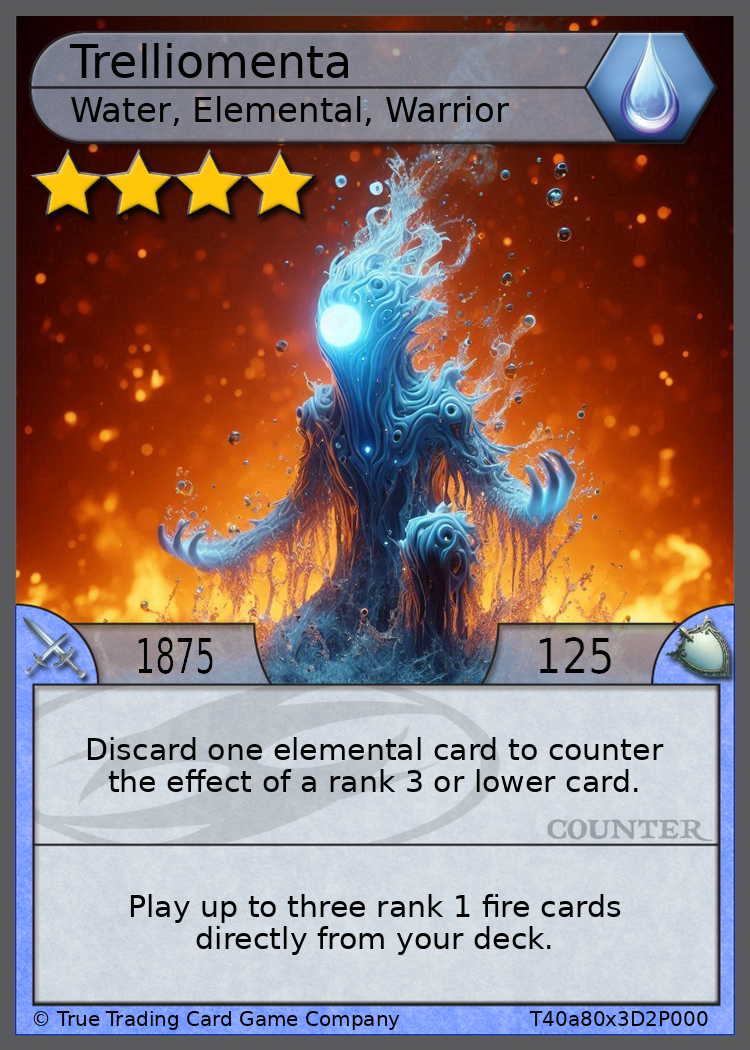 Trelliomenta
Water, Elemental, Warrior
1875
125
Discard one elemental card to counter
the effect of a rank 3 or lower card.
COUNTER
Play up to three rank 1 fire cards
directly from your deck.
© True Trading Card Game Company
T40a80x3D2P000